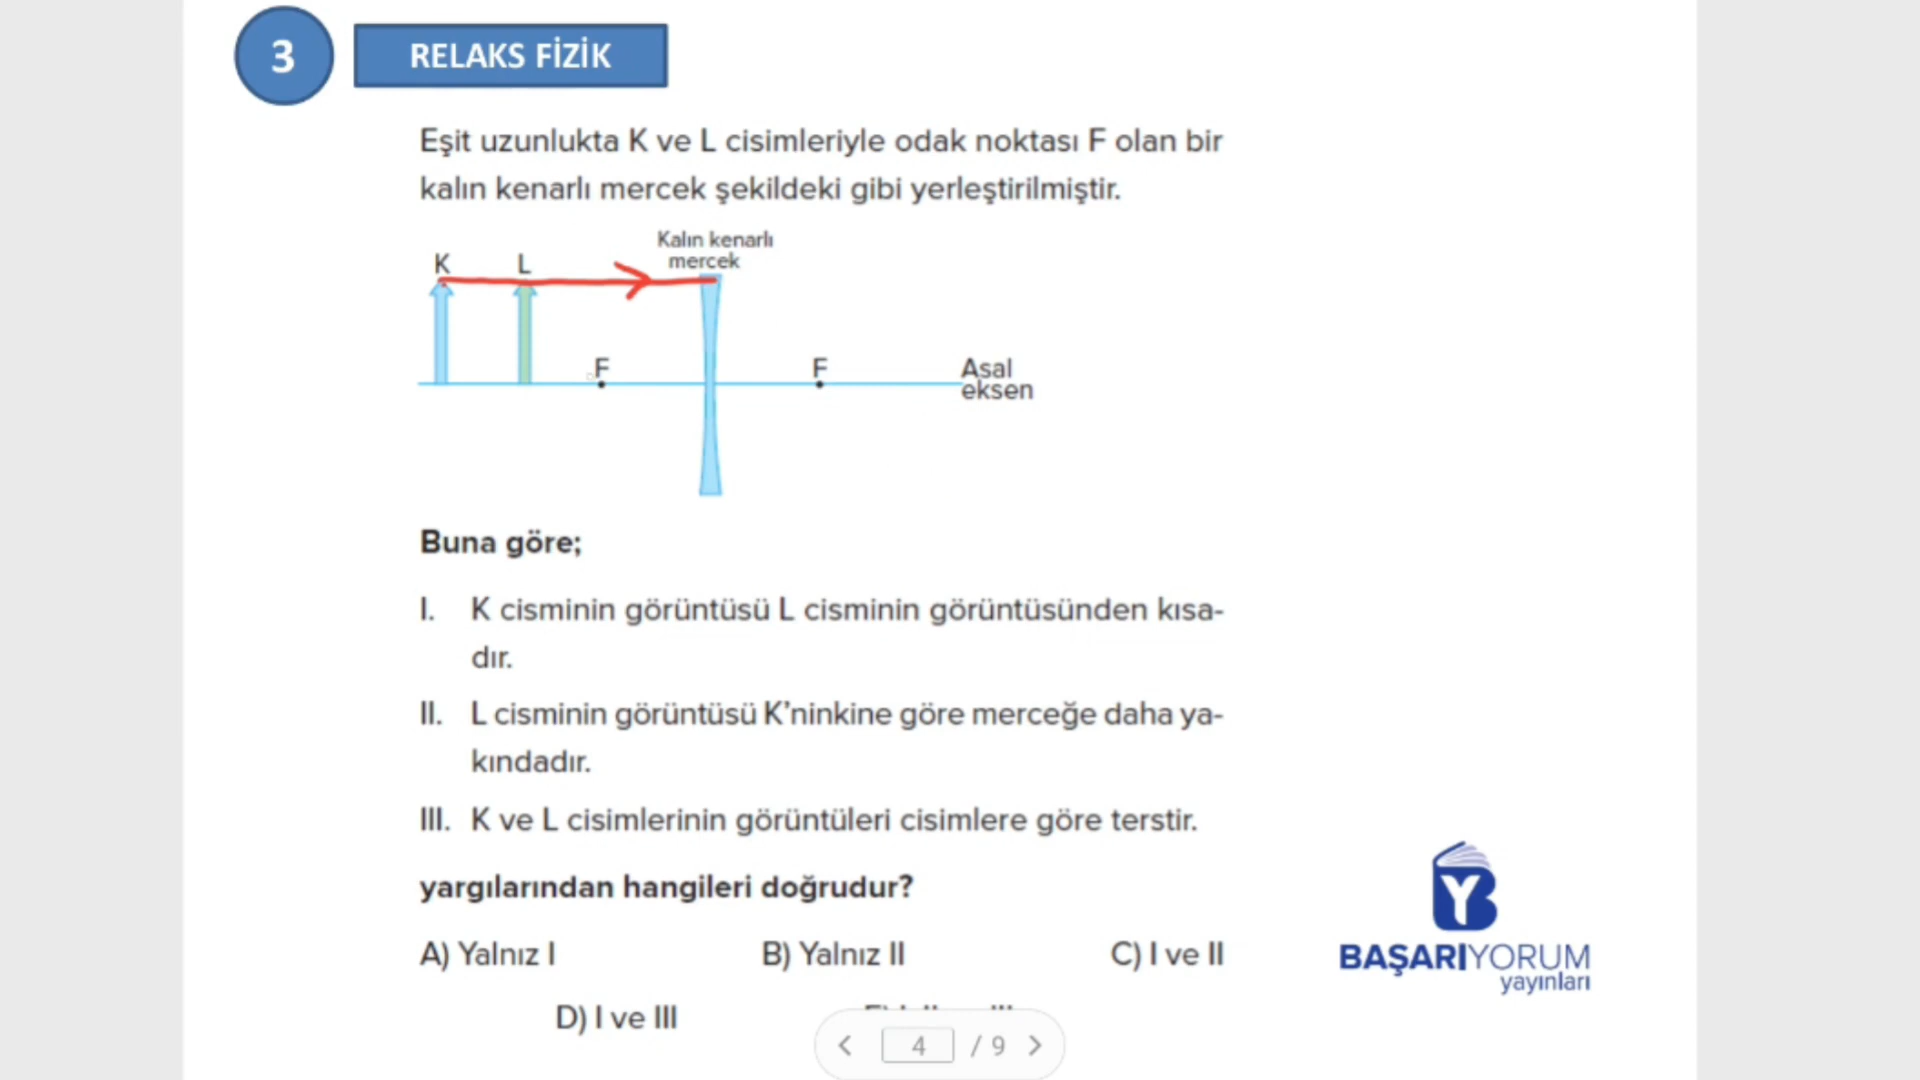 3
RELAKS FİZİK
Eşit uzunlukta K ve L cisimleriyle odak noktası F olan bir
kalın kenarlı mercek şekildeki gibi yerleştirilmiştir.
Kalın kenarlı
mercek
K
L
F
F
Asal
eksen
Buna göre;
I. K cisminin görüntüsü L cisminin görüntüsünden kısa-
dır.
II. L cisminin görüntüsü K'ninkine göre merceğe daha ya-
kındadır.
III. K ve L cisimlerinin görüntüleri cisimlere göre terstir.
yargılarından hangileri doğrudur?
A) Yalnız I
B) Yalnız II
C) I ve II
D) I ve III
4 / 9
BAŞARIYORUM
yayınları